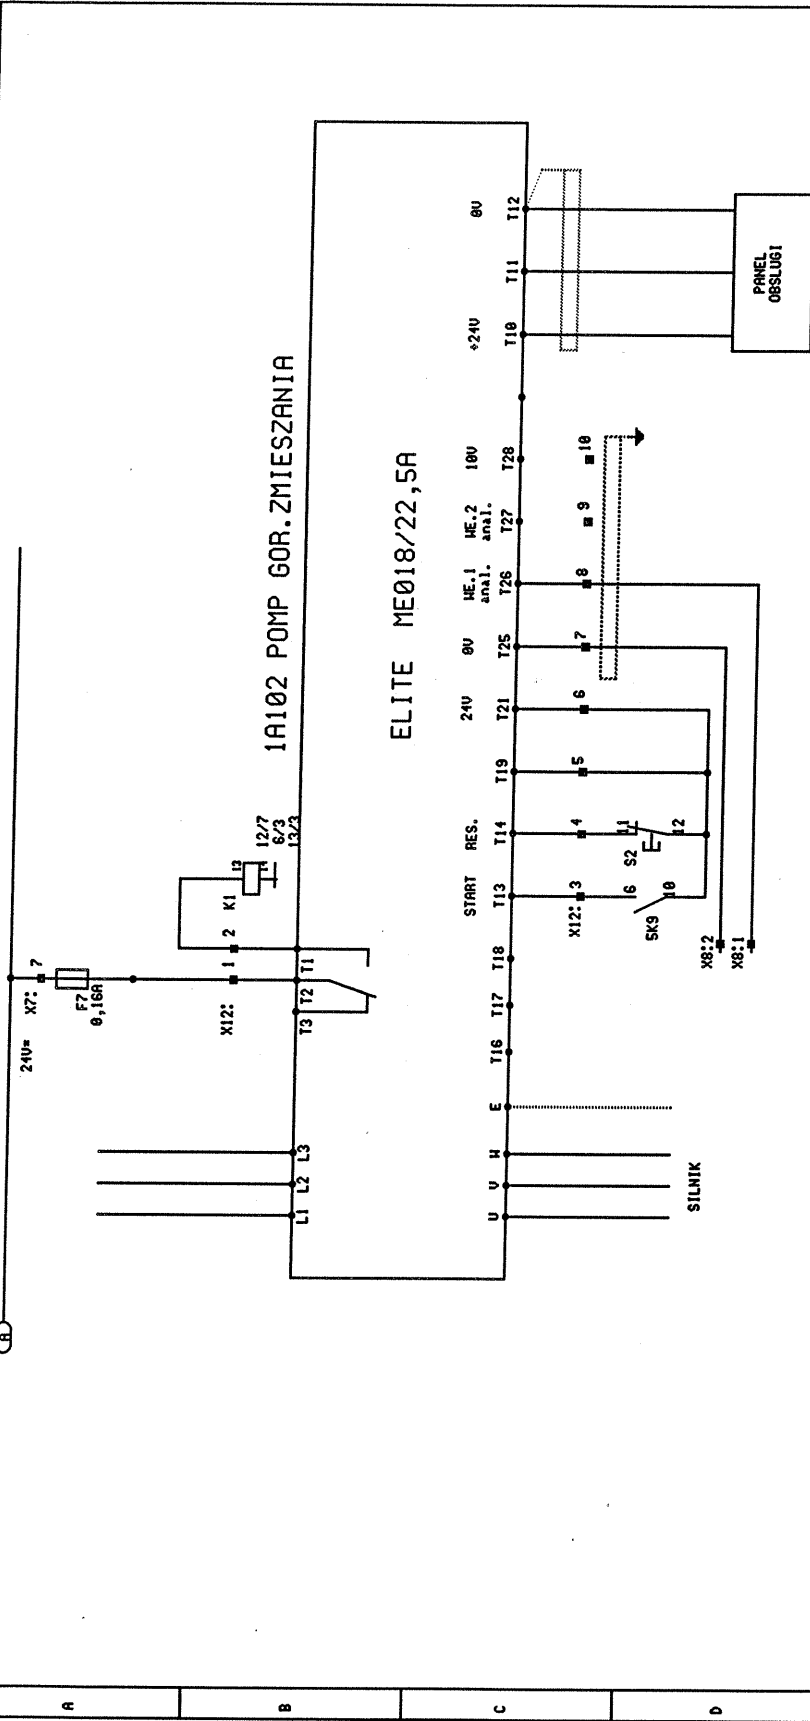 A
24V=
X7: 7
F7
0,16A
X12: 1 2
K1
13
14
12/7
6/3
13/3
1A102 POMP GOR.ZMIESZANIA
L1 L2 L3 T3 T2 T1
ELITE ME018/22,5A
START RES. 24V 0V WE.1 anal. WE.2 anal. 10V +24V 0V
U V W E T16 T17 T18 T13 T14 T19 T21 T25 T26 T27 T28 T10 T11 T12
X12: 3 4 5 6 7 8 9 10
6 11
SK9 S2
10 12
SILNIK
X8:2
X8:1
PANEL
OBSLUGI
A B C D